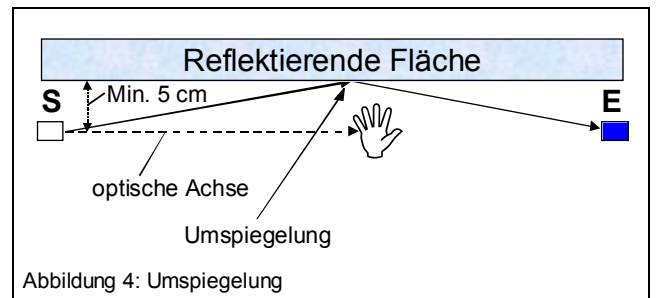 Reflektierende Fläche
Min. 5 cm
S
E
optische Achse
Umspiegelung
Abbildung 4: Umspiegelung